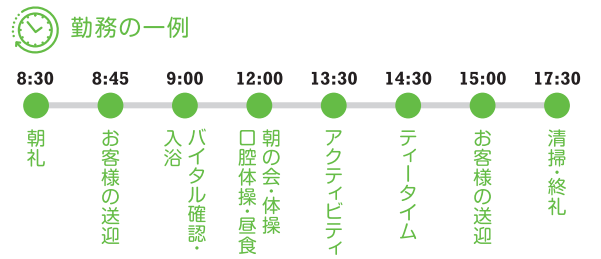 勤務の一例
8:30
8:45
9:00
12:00
13:30
14:30
15:00
17:30
朝礼
お客様の送迎
バイタル確認・
入浴
朝の会・体操
口腔体操・昼食
アクティビティ
ティータイム
お客様の送迎
清掃・終礼